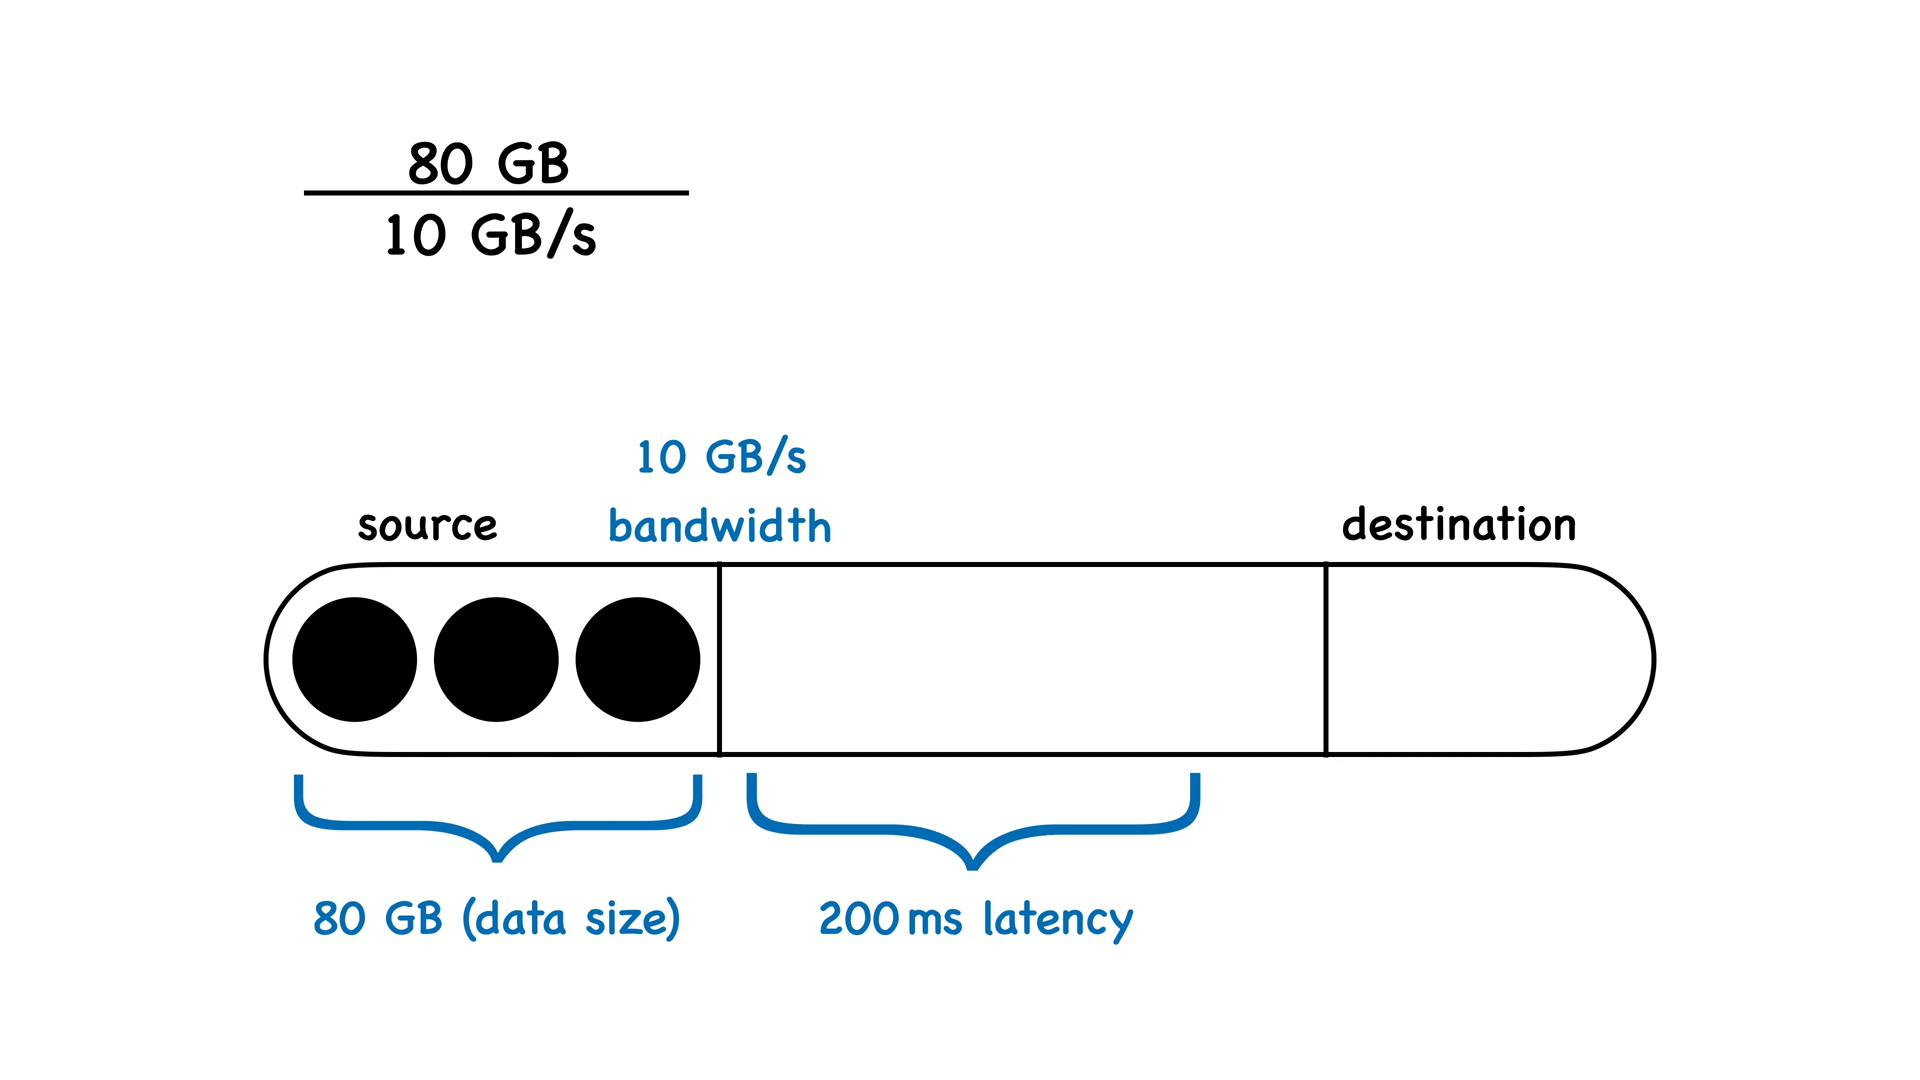 80 GB
10 GB/s
10 GB/s
source bandwidth destination
80 GB (data size) 200 ms latency